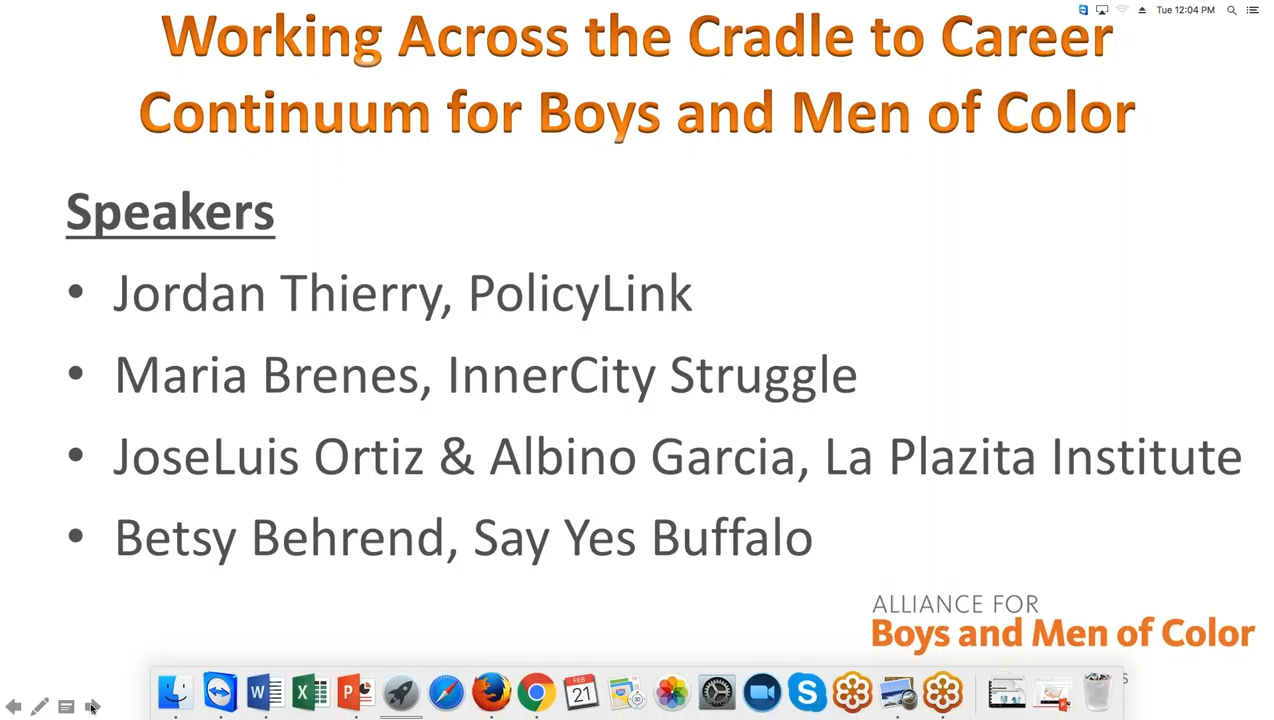 Tue 12:04 PM
Working Across the Cradle to Career
Continuum for Boys and Men of Color
Speakers
• Jordan Thierry, PolicyLink
• Maria Brenes, InnerCity Struggle
• JoseLuis Ortiz & Albino Garcia, La Plazita Institute
• Betsy Behrend, Say Yes Buffalo
ALLIANCE FOR
Boys and Men of Color
FEB
21